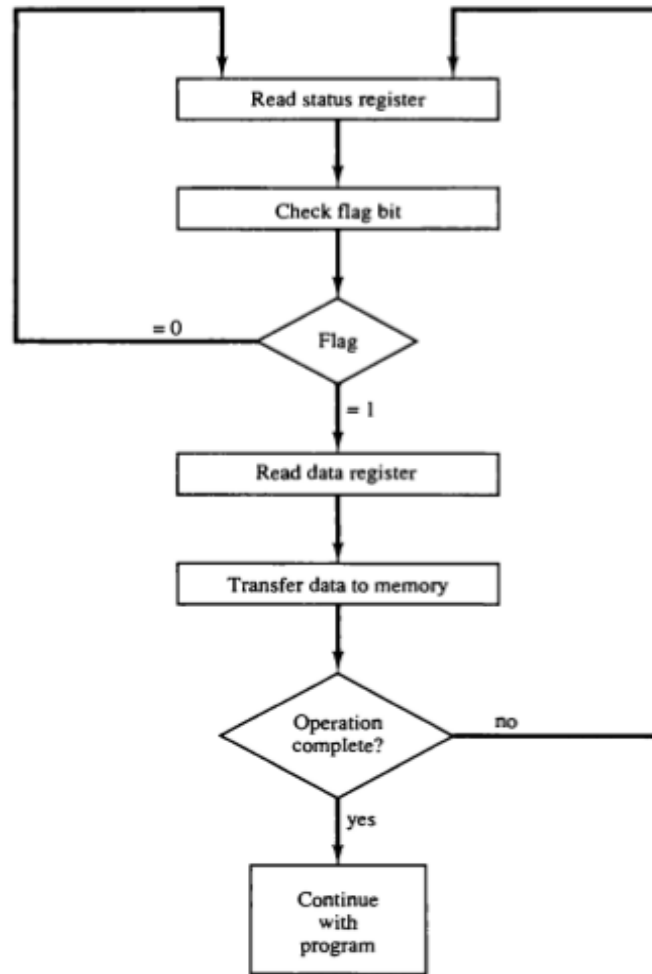 Read status register
Check flag bit
= 0
Flag
= 1
Read data register
Transfer data to memory
Operation
complete?
no
yes
Continue
with
program